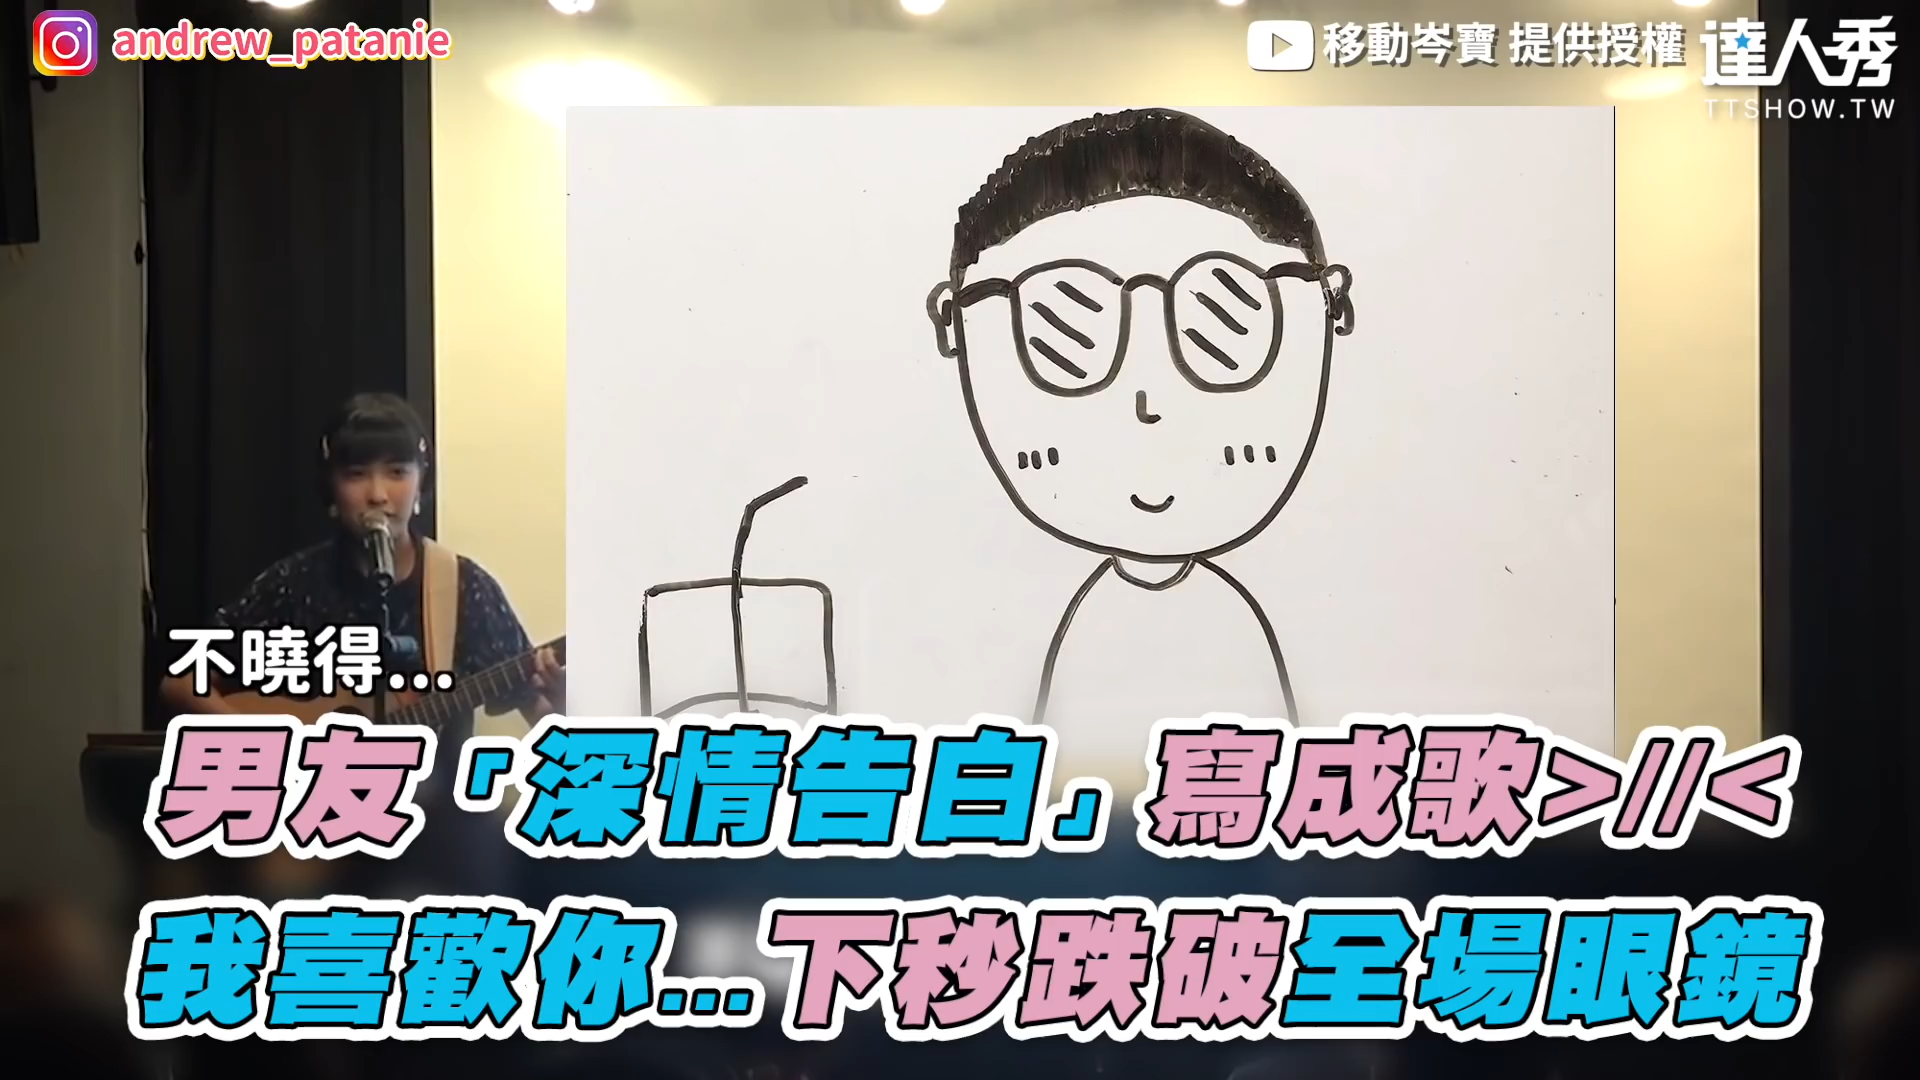 andrew_patanie
移動岑寶 提供授權
達人秀
TTSHOW.TW
不曉得...
男友「深情告白」寫成歌>///<
我喜歡你...下秒跌破全場眼鏡